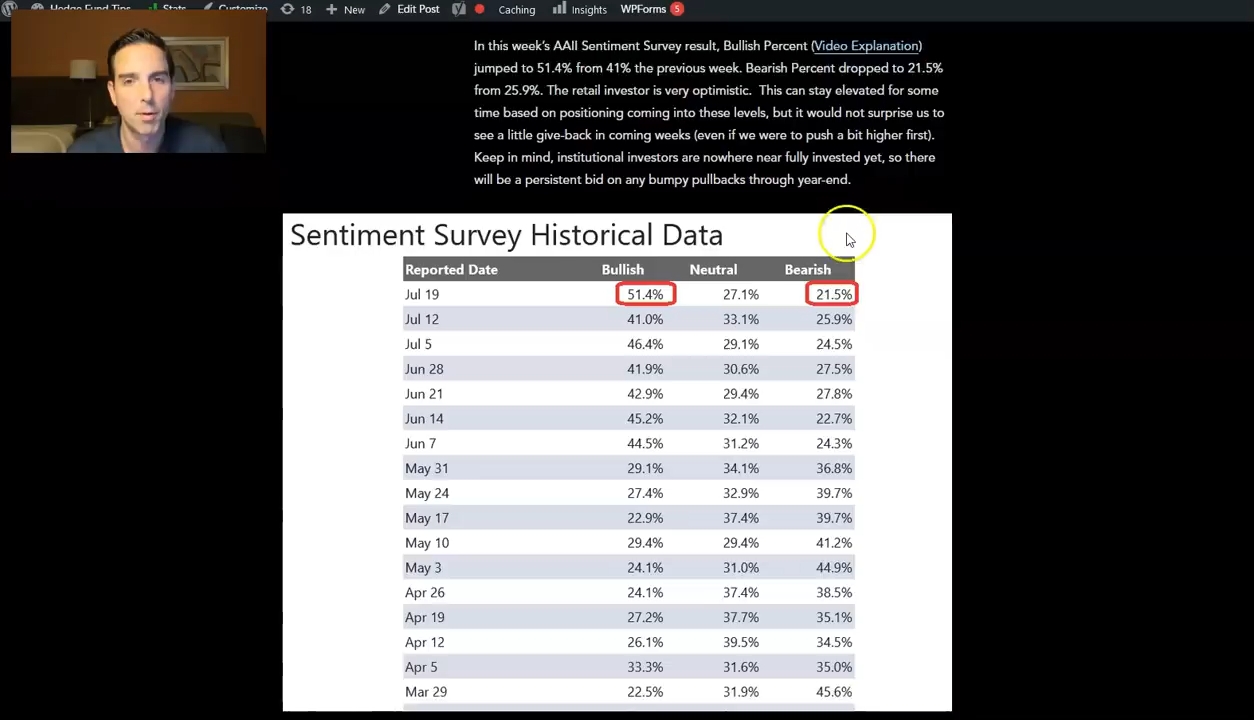 Hedge Fund Tips Stats Customize 18 New Edit Post Caching Insights WPForms 5
In this week's AAII Sentiment Survey result, Bullish Percent (Video Explanation)
jumped to 51.4% from 41% the previous week. Bearish Percent dropped to 21.5%
from 25.9%. The retail investor is very optimistic. This can stay elevated for some
time based on positioning coming into these levels, but it would not surprise us to
see a little give-back in coming weeks (even if we were to push a bit higher first).
Keep in mind, institutional investors are nowhere near fully invested yet, so there
will be a persistent bid on any bumpy pullbacks through year-end.
Sentiment Survey Historical Data
Reported Date Bullish Neutral Bearish
Jul 19 51.4% 27.1% 21.5%
Jul 12 41.0% 33.1% 25.9%
Jul 5 46.4% 29.1% 24.5%
Jun 28 41.9% 30.6% 27.5%
Jun 21 42.9% 29.4% 27.8%
Jun 14 45.2% 32.1% 22.7%
Jun 7 44.5% 31.2% 24.3%
May 31 29.1% 34.1% 36.8%
May 24 27.4% 32.9% 39.7%
May 17 22.9% 37.4% 39.7%
May 10 29.4% 29.4% 41.2%
May 3 24.1% 31.0% 44.9%
Apr 26 24.1% 37.4% 38.5%
Apr 19 27.2% 37.7% 35.1%
Apr 12 26.1% 39.5% 34.5%
Apr 5 33.3% 31.6% 35.0%
Mar 29 22.5% 31.9% 45.6%